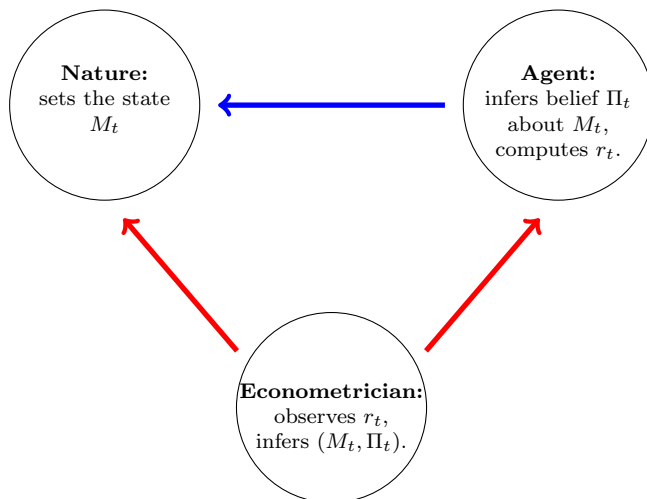 Nature:
sets the state
M_t
Agent:
infers belief Π_t
about M_t,
computes r_t.
Econometrician:
observes r_t,
infers (M_t, Π_t).